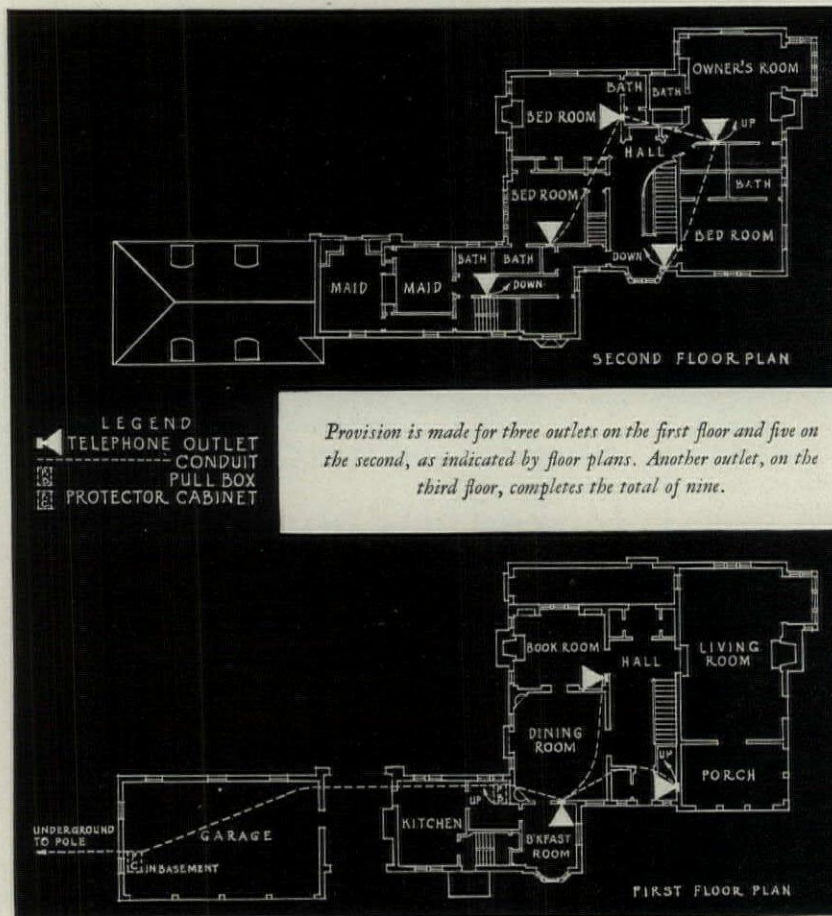 OWNER'S ROOM
BATH
BATH
BED ROOM
UP
HALL
BED ROOM
BATH
BED ROOM
BATH
BATH
DOWN
MAID
MAID
DOWN
SECOND FLOOR PLAN
LEGEND
TELEPHONE OUTLET
CONDUIT
PULL BOX
PROTECTOR CABINET
Provision is made for three outlets on the first floor and five on
the second, as indicated by floor plans. Another outlet, on the
third floor, completes the total of nine.
BOOK ROOM
HALL
LIVING
ROOM
DINING
ROOM
UP
PORCH
UP
KITCHEN
B'KFAST
ROOM
UNDERGROUND
TO POLE
GARAGE
IN BASEMENT
FIRST FLOOR PLAN